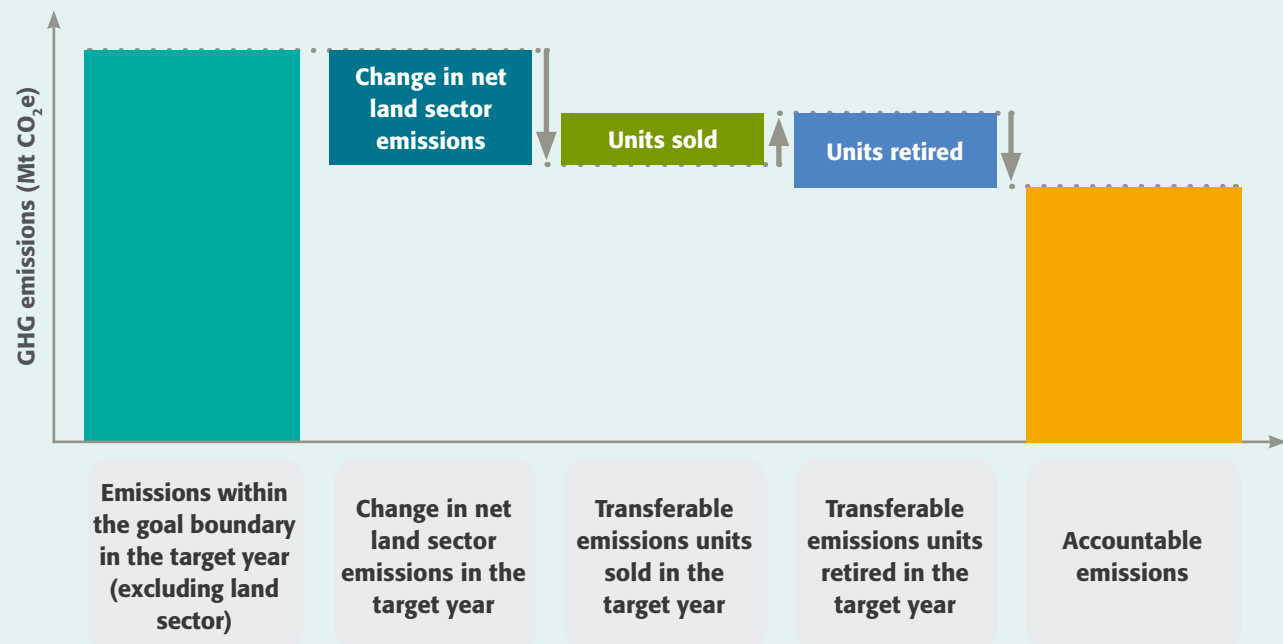 GHG emissions (Mt CO₂e)
Change in net
land sector
emissions
Units sold
Units retired
Emissions within
the goal boundary
in the target year
(excluding land
sector)
Change in net
land sector
emissions in the
target year
Transferable
emissions units
sold in the
target year
Transferable
emissions units
retired in the
target year
Accountable
emissions